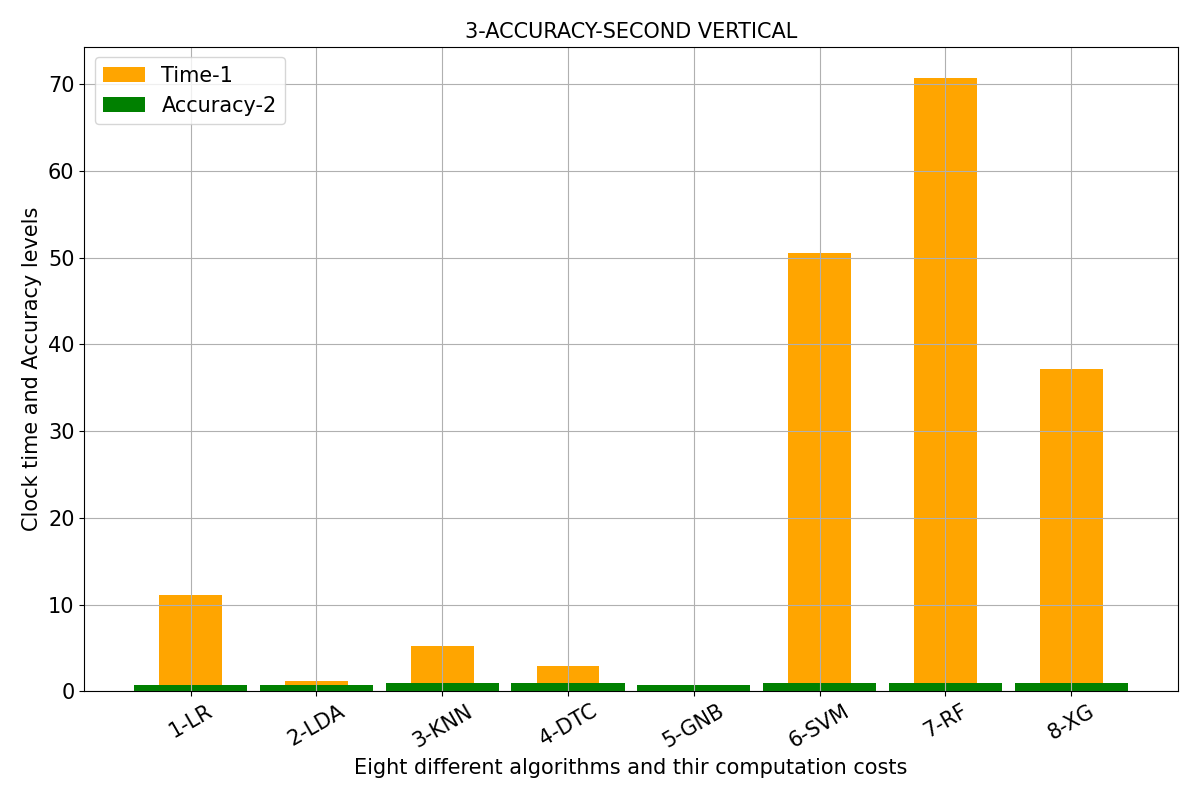 3-ACCURACY-SECOND VERTICAL
Time-1
Accuracy-2
Clock time and Accuracy levels
70
60
50
40
30
20
10
0
1-LR
2-LDA
3-KNN
4-DTC
5-GNB
6-SVM
7-RF
8-XG
Eight different algorithms and thir computation costs